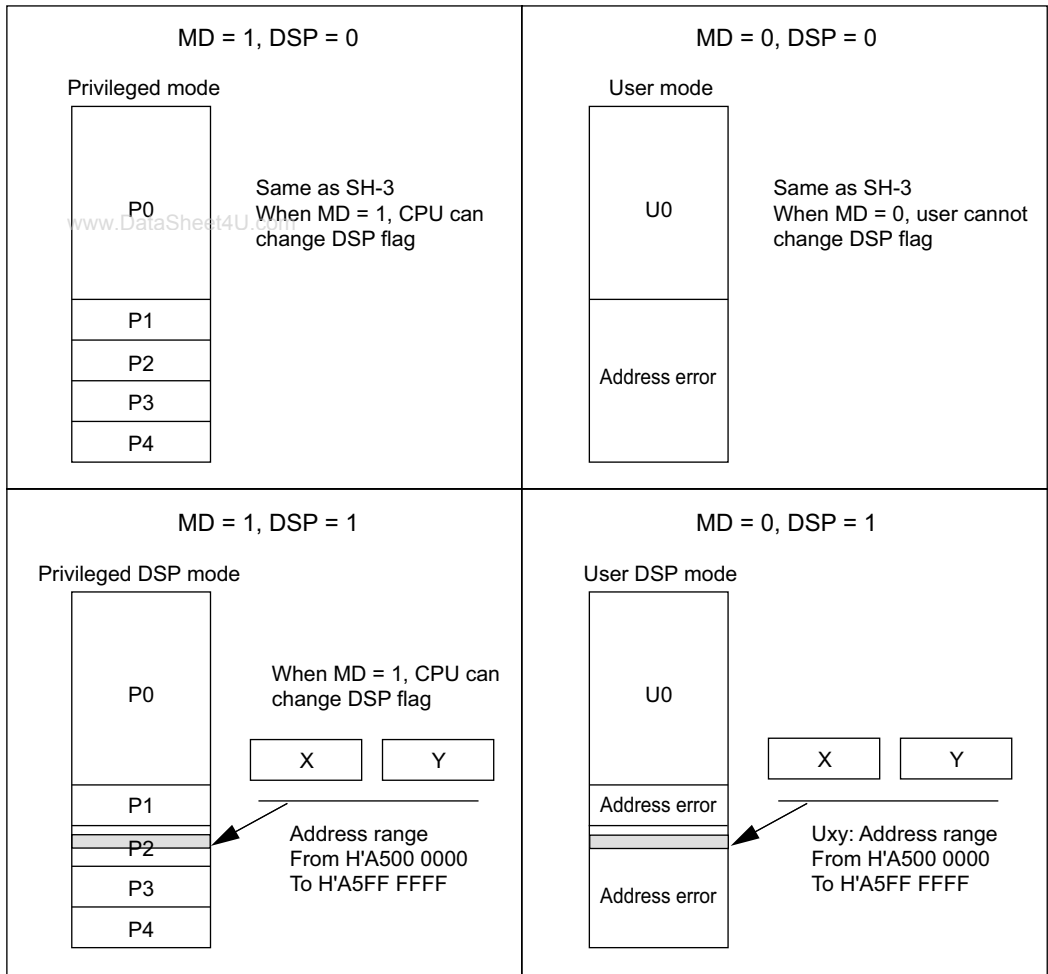 MD = 1, DSP = 0
Privileged mode
P0
www.DataSheet4U.com
Same as SH-3
When MD = 1, CPU can
change DSP flag
P1
P2
P3
P4
MD = 0, DSP = 0
User mode
U0
Same as SH-3
When MD = 0, user cannot
change DSP flag
Address error
MD = 1, DSP = 1
Privileged DSP mode
P0
When MD = 1, CPU can
change DSP flag
X Y
P1
P2
Address range
From H'A500 0000
To H'A5FF FFFF
P3
P4
MD = 0, DSP = 1
User DSP mode
U0
X Y
Address error
Uxy: Address range
From H'A500 0000
To H'A5FF FFFF
Address error